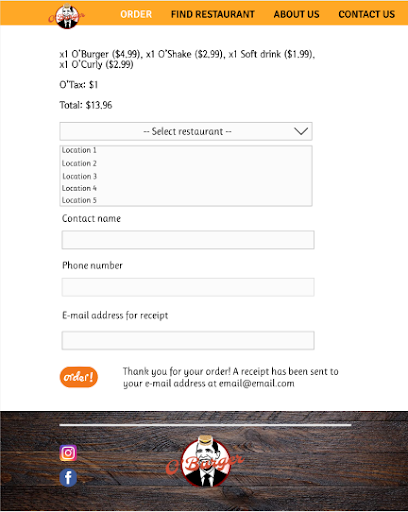 O'Burger
ORDER FIND RESTAURANT ABOUT US CONTACT US
x1 O'Burger ($4,99), x1 O'Shake ($2,99), x1 Soft drink ($1,99),
x1 O'Curly ($2,99)
O'Tax: $1
Total: $13,96
-- Select restaurant --
Location 1
Location 2
Location 3
Location 4
Location 5
Contact name
Phone number
E-mail address for receipt
order!
Thank you for your order! A receipt has been sent to
your e-mail address at email@email.com
O'Burger